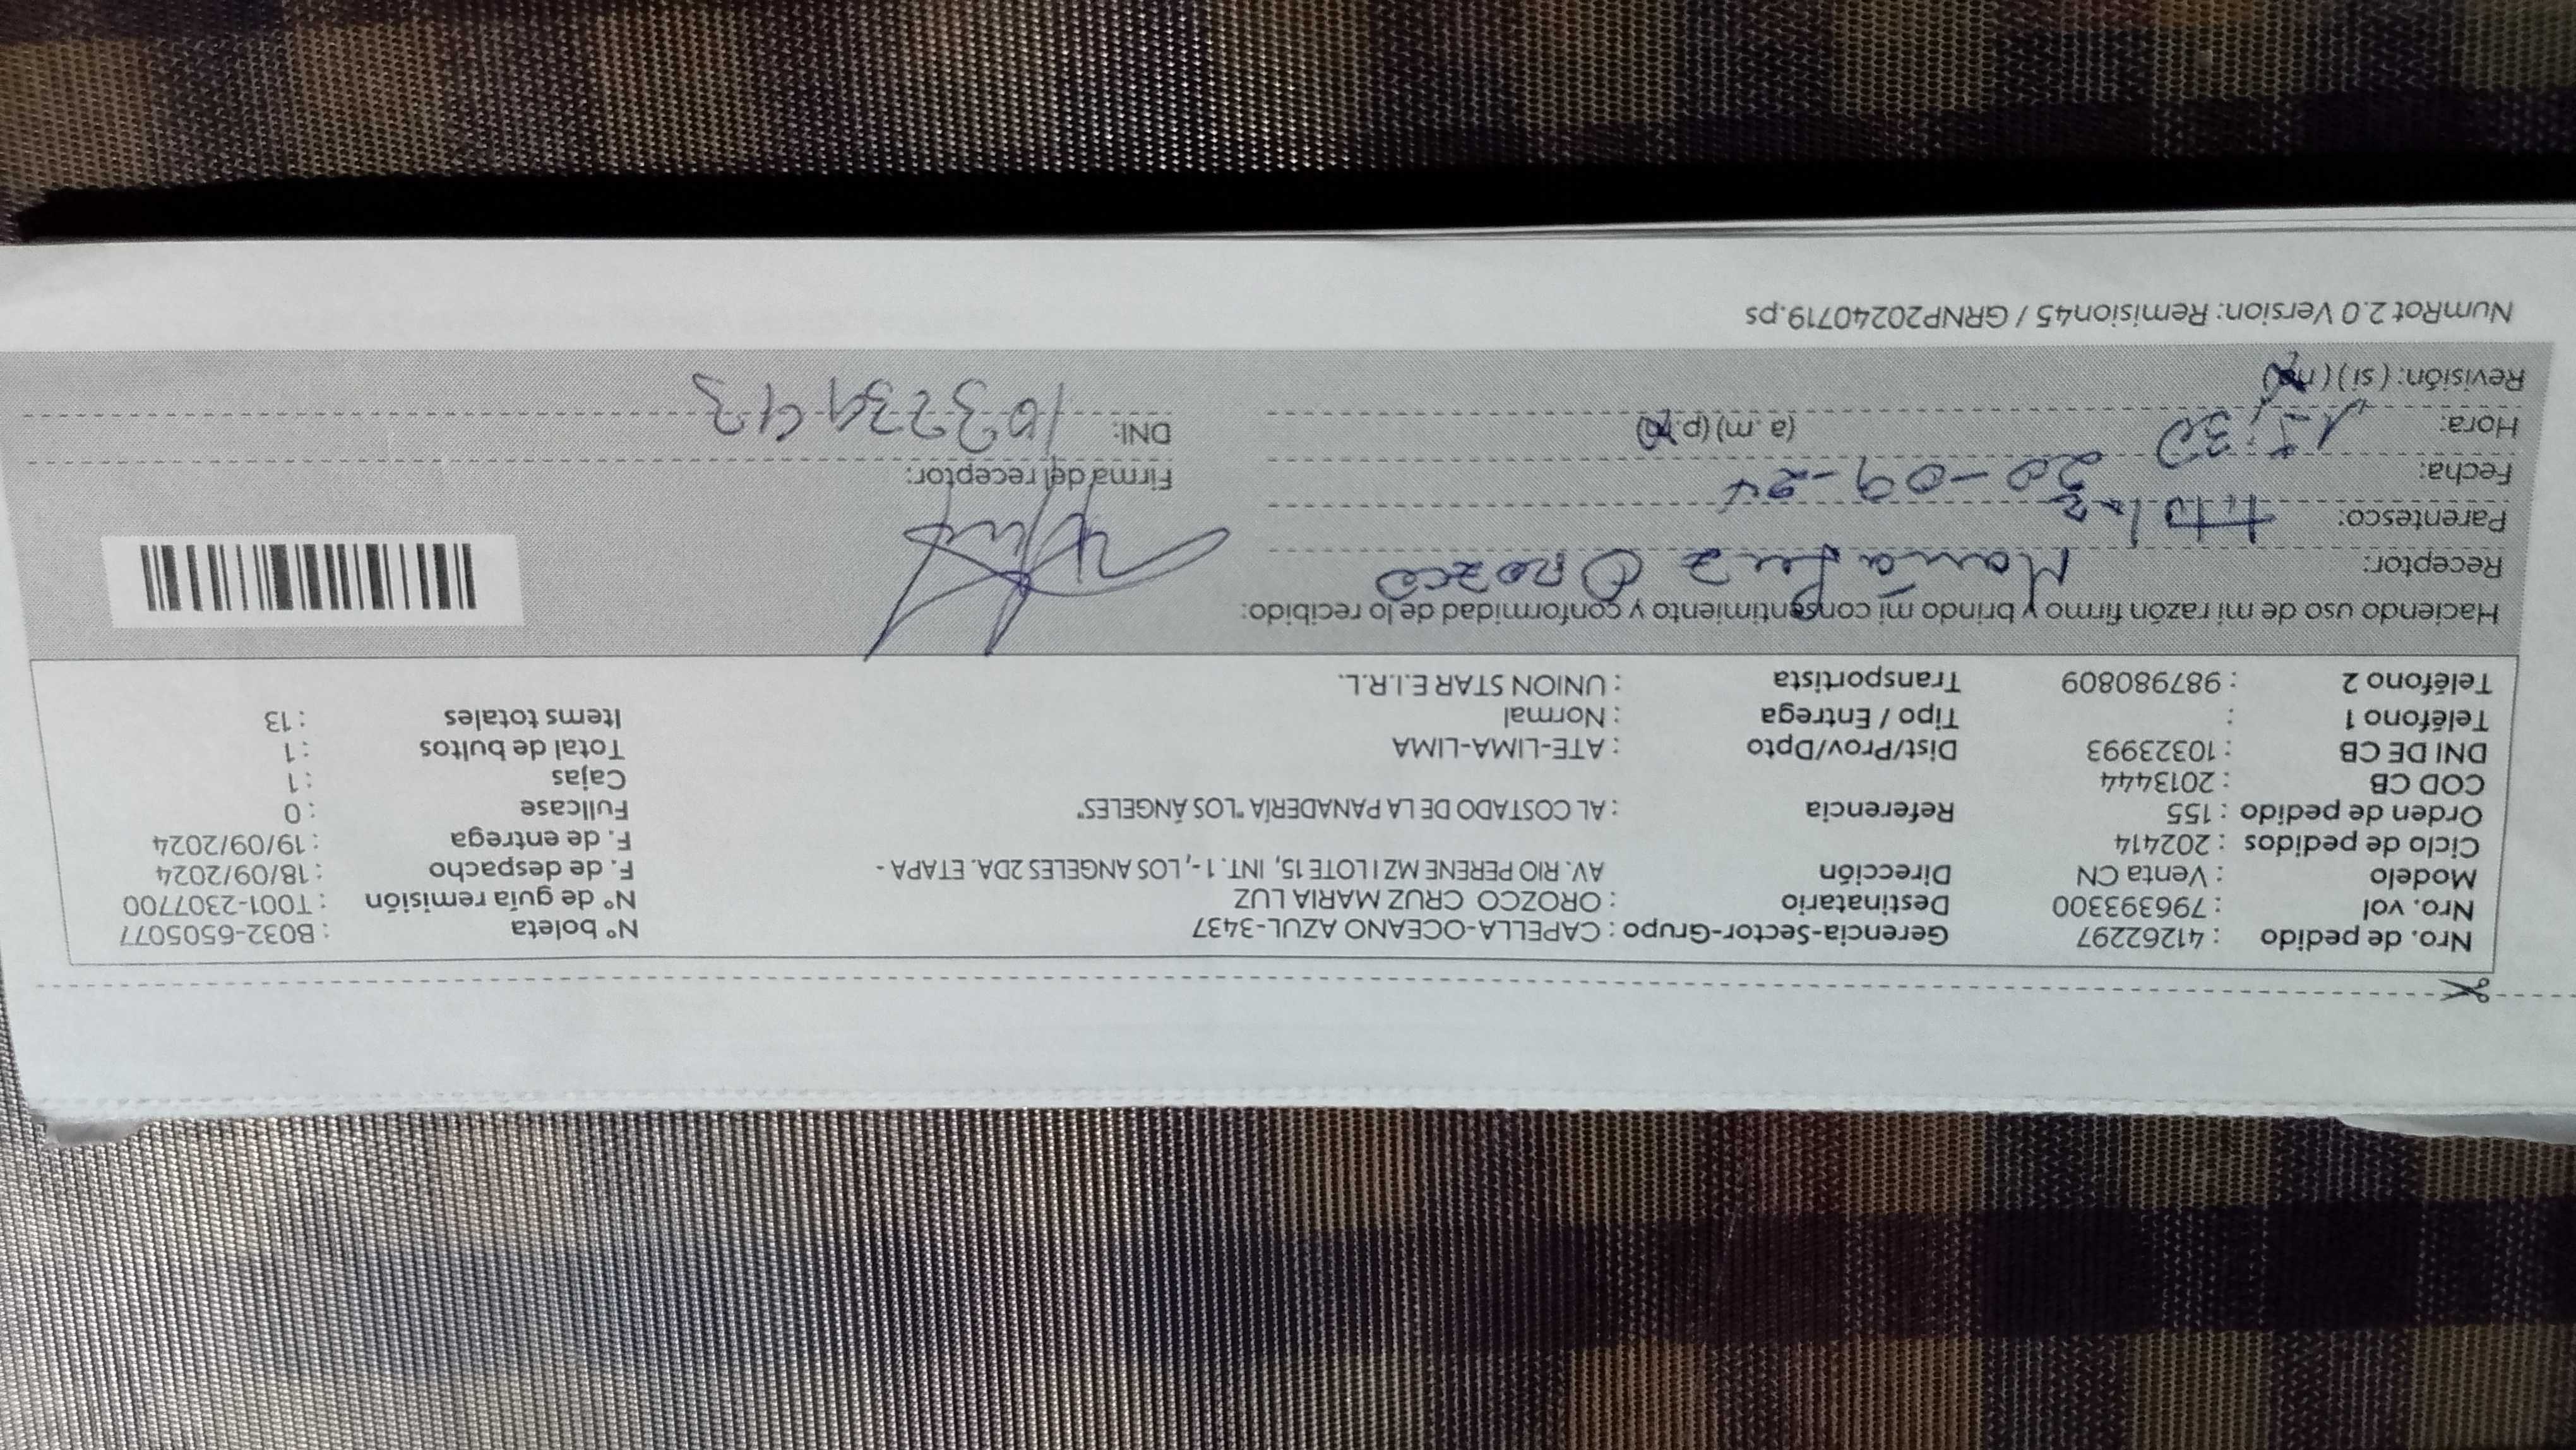 Nro. de pedido : 41262297 Gerencia-Sector-Grupo : CAPELLA-OCEANO AZUL-3437 N° boleta : B032-6505077
Nro. vol : 796393300 Destinatario : OROZCO CRUZ MARIA LUZ N° de guía remisión : T001-2307700
Modelo : Venta CN Dirección AV. RIO PERENE MZ I LOTE 15, INT. 1 -, LOS ANGELES 2DA. ETAPA - F. de despacho : 18/09/2024
Ciclo de pedidos : 202414 F. de entrega : 19/09/2024
Orden de pedido : 155 Referencia : AL COSTADO DE LA PANADERÍA "LOS ÁNGELES" Fullcase : 0
COD CB : 2013444 Cajas : 1
DNI DE CB : 10323993 Dist/Prov/Dpto : ATE-LIMA-LIMA Total de bultos : 1
Teléfono 1 : Tipo / Entrega : Normal Items totales : 13
Teléfono 2 : 987980809 Transportista : UNION STAR E.I.R.L.
Haciendo uso de mi razón firmo y brindo mi consentimiento y conformidad de lo recibido:
Receptor: María Luz Orozco
Parentesco: titular
Fecha: 20-09-24 Firma del receptor:
Hora: 15:30 (a.m) (p.m) DNI: 10323993
Revisión: (si) (no)
NumRot 2.0 Version: Remision45 / GRNP20240719.ps